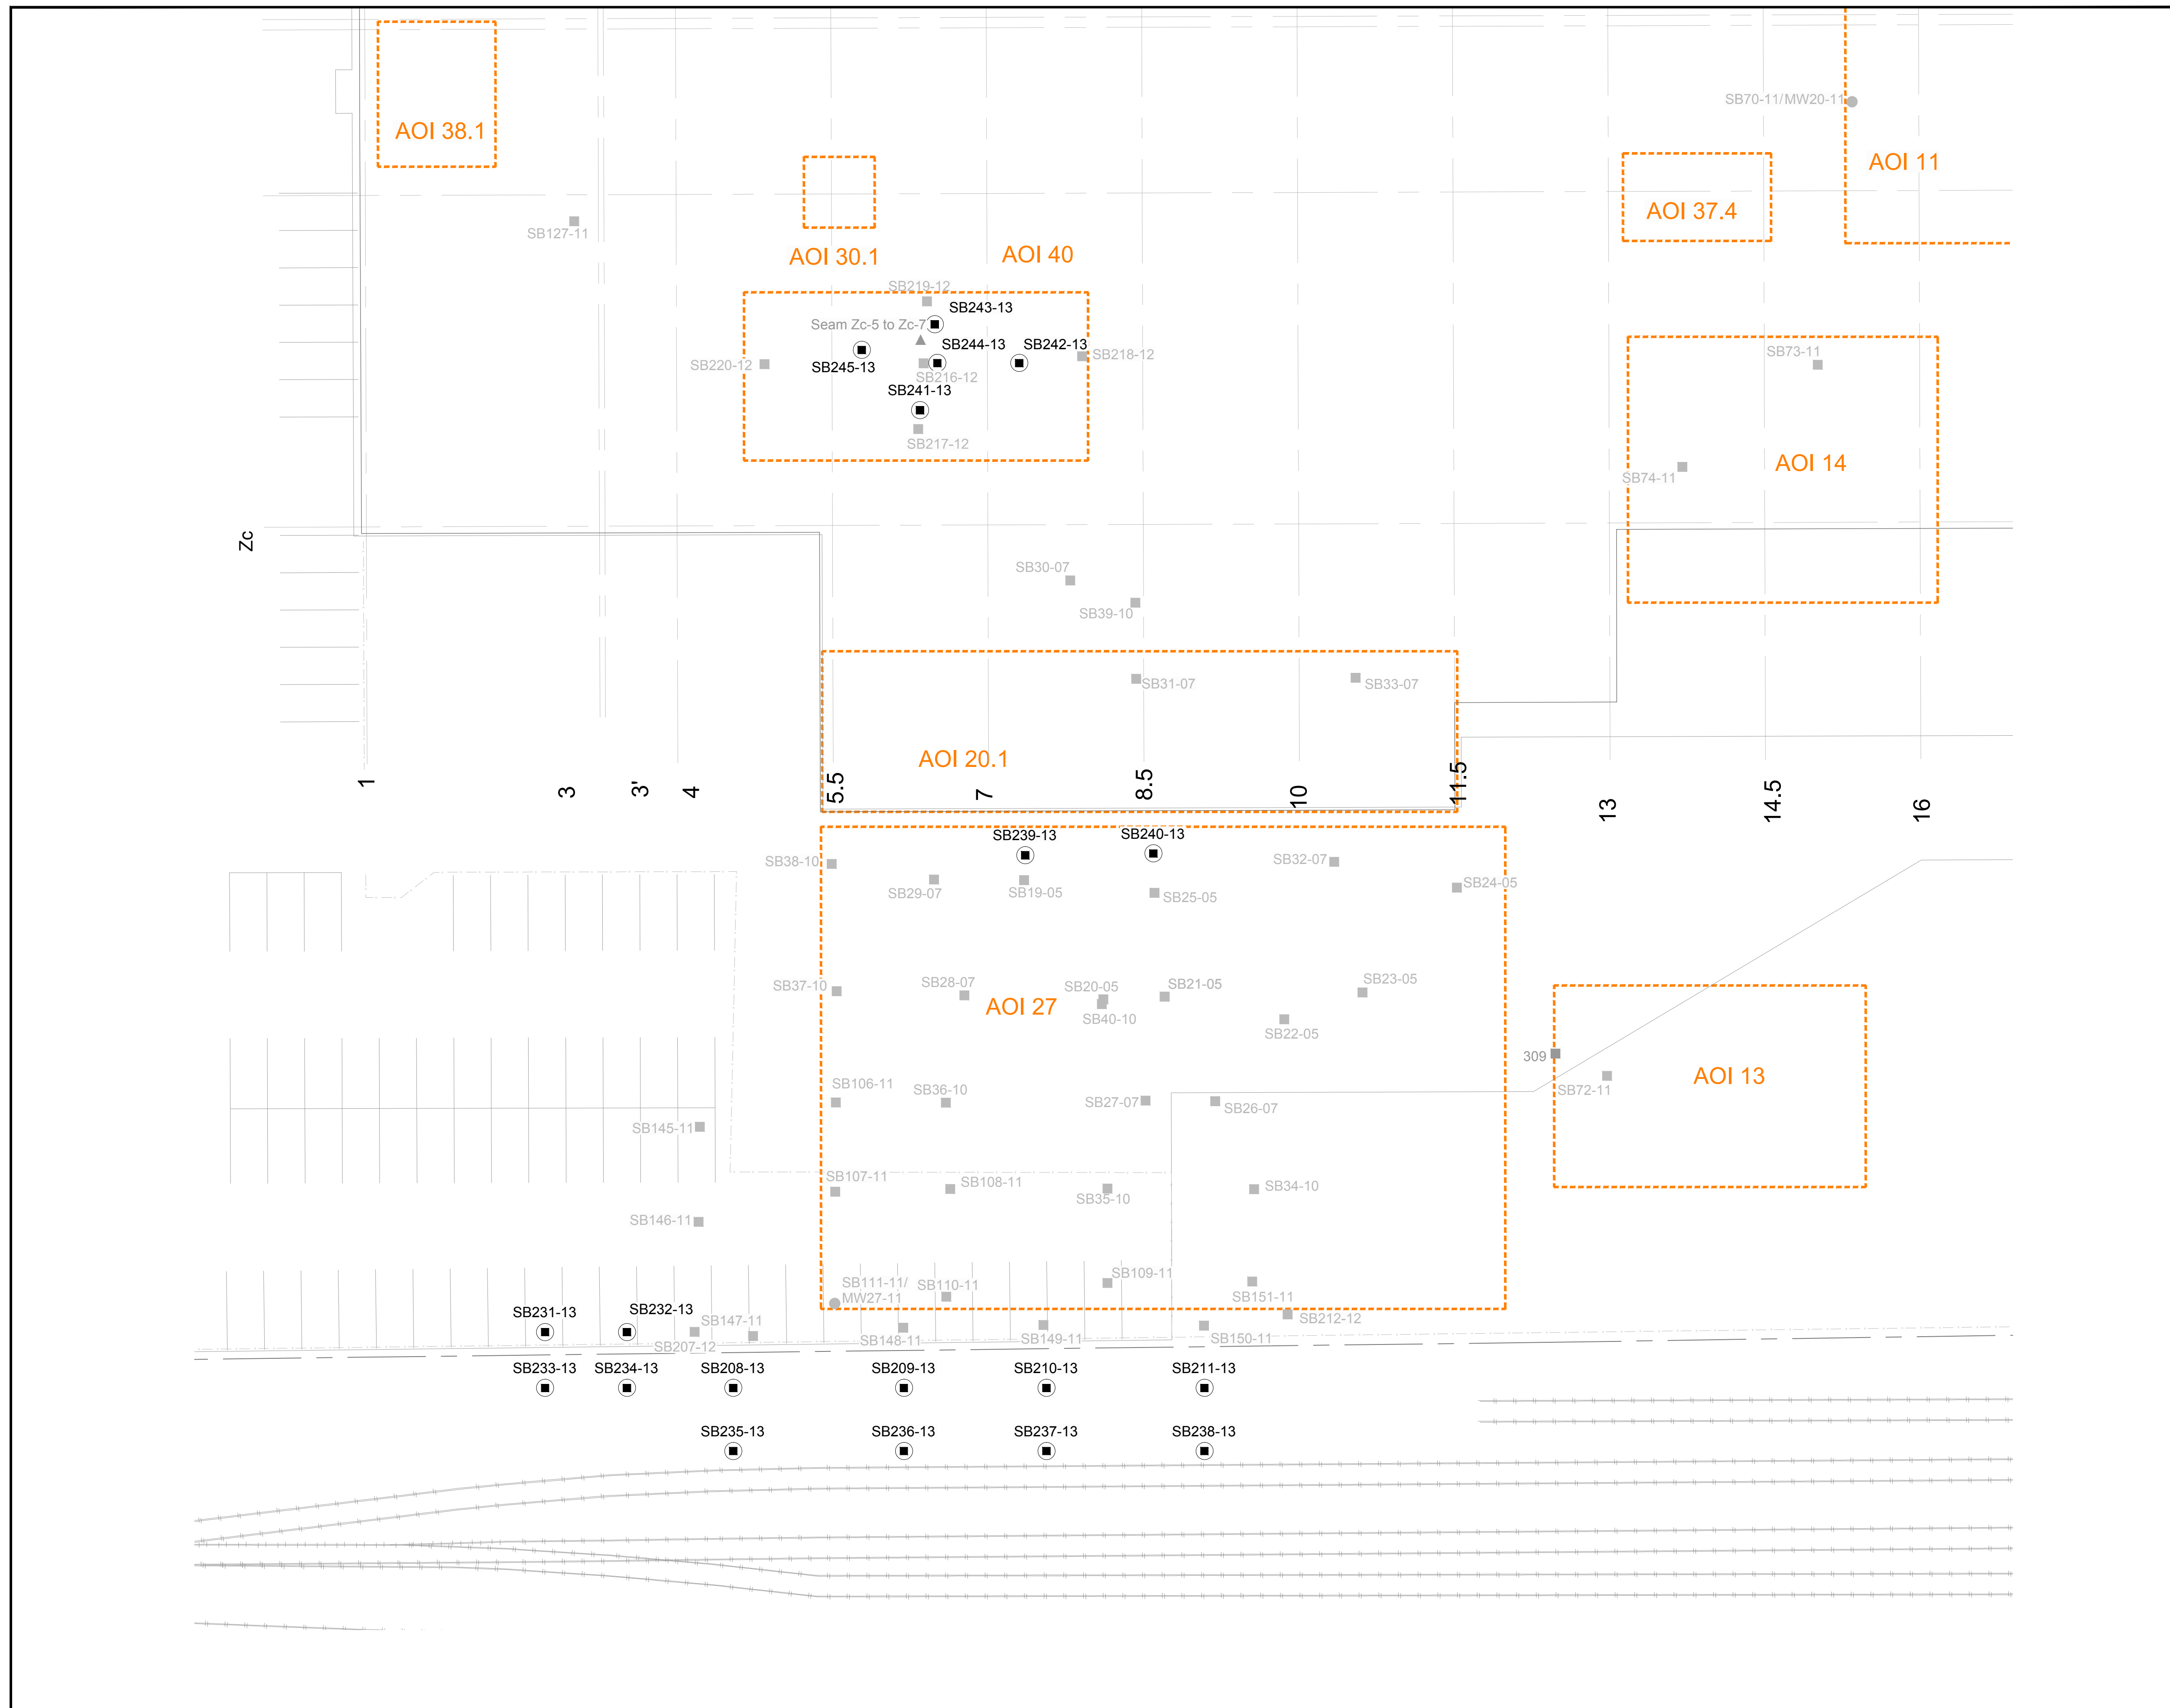 SB70-11/MW20-11
AOI 38.1
AOI 11
AOI 37.4
SB127-11
AOI 30.1
AOI 40
SB219-12
SB243-13
Seam Zc-5 to Zc-7
SB244-13
SB242-13
SB218-12
SB73-11
SB220-12
SB245-13
SB216-12
SB241-13
SB217-12
AOI 14
SB74-11
Zc
SB30-07
SB39-10
SB31-07
SB33-07
AOI 20.1
1
3
3'
4
5.5
7
8.5
10
11.5
13
14.5
16
SB239-13
SB240-13
SB38-10
SB32-07
SB29-07
SB19-05
SB25-05
SB24-05
SB37-10
SB28-07
SB20-05
SB21-05
SB23-05
AOI 27
SB40-10
SB22-05
309
AOI 13
SB72-11
SB106-11
SB36-10
SB27-07
SB26-07
SB145-11
SB107-11
SB108-11
SB35-10
SB34-10
SB146-11
SB111-11/
MW27-11
SB110-11
SB109-11
SB151-11
SB231-13
SB232-13
SB147-11
SB207-12
SB148-11
SB149-11
SB150-11
SB212-12
SB233-13
SB234-13
SB208-13
SB209-13
SB210-13
SB211-13
SB235-13
SB236-13
SB237-13
SB238-13